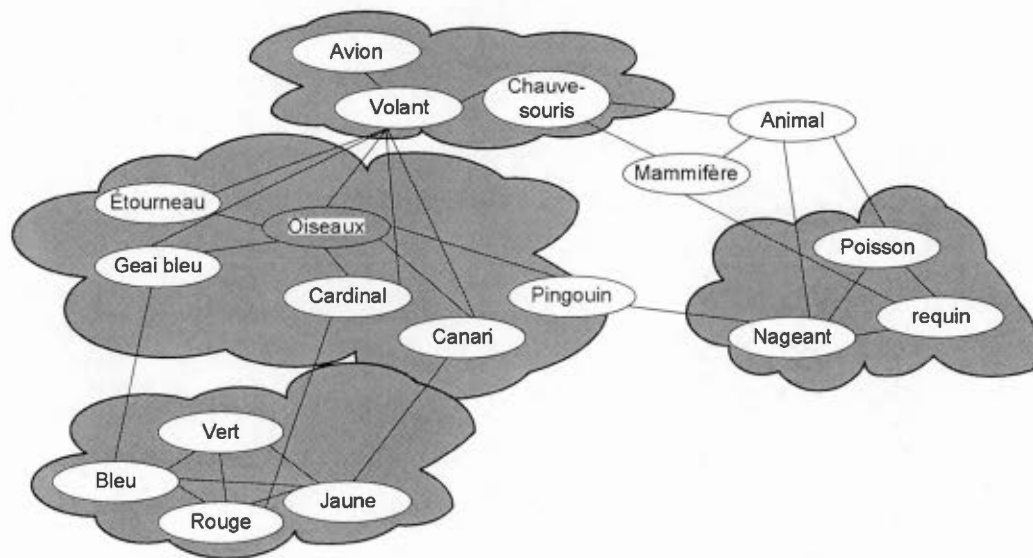 Avion
Volant
Chauve-
souris
Animal
Mammifère
Étourneau
Oiseaux
Geai bleu
Cardinal
Canari
Pingouin
Poisson
requin
Nageant
Vert
Bleu
Jaune
Rouge